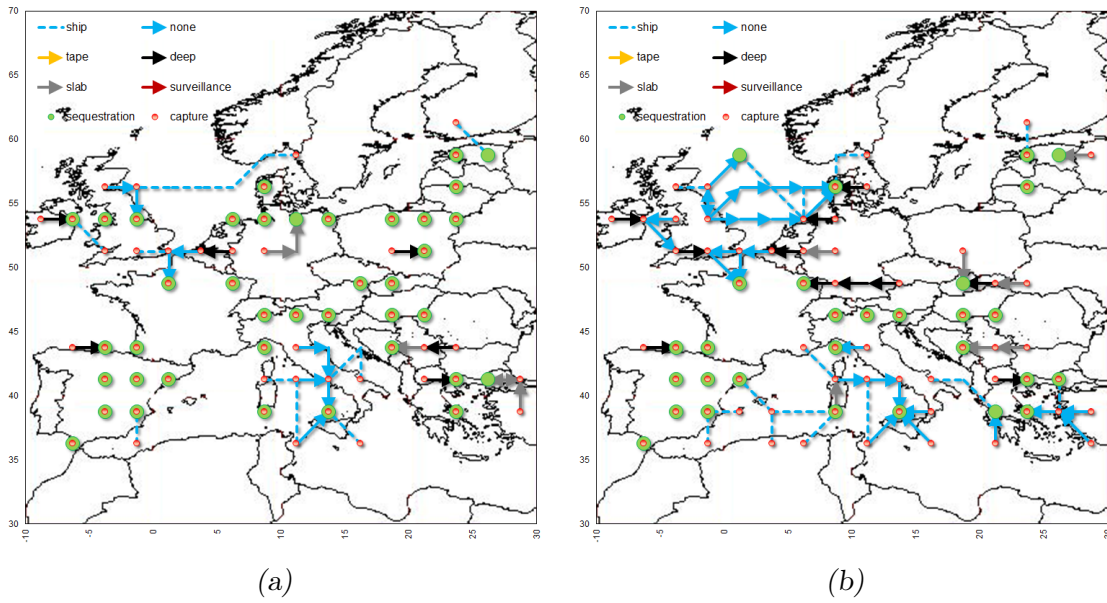 70
ship none
65
tape deep
slab surveillance
60
sequestration capture
55
50
45
40
35
30
-10 -5 0 5 10 15 20 25 30
(a)
70
ship none
65
tape deep
slab surveillance
60
sequestration capture
55
50
45
40
35
30
-10 -5 0 5 10 15 20 25 30
(b)